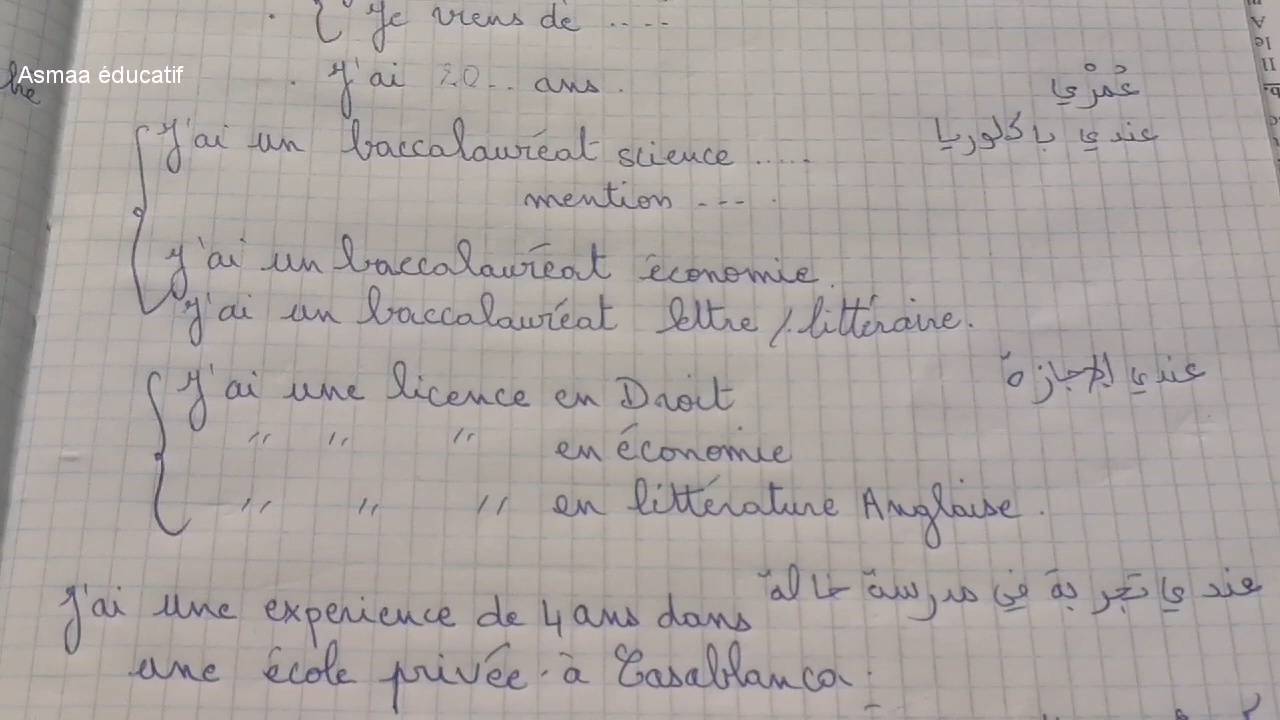 Je viens de ....
Asmaa éducatif
. J'ai 20.. ans.
عُمْرِي
J'ai un baccalauréat science .....
عندي باكلوريا
mention ---.
J'ai un baccalauréat économie.
J'ai un baccalauréat lettre / littéraire.
J'ai une licence en Droit
عندي الإجازة
" " " en économie
" " " en littérature Anglaise.
J'ai une experience de 4 ans dans
عندي تجربة في مدرسة
une école privée à Casablanca.